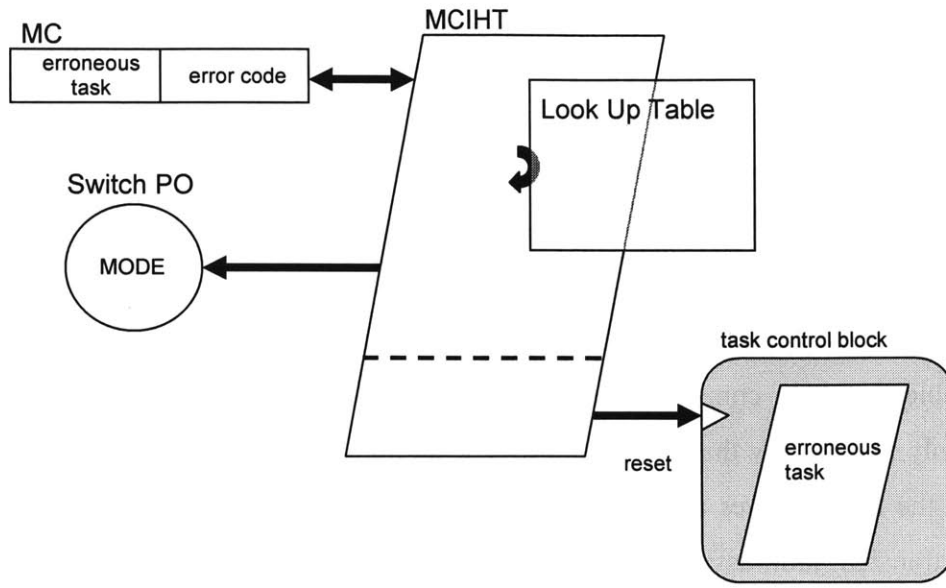 MCIHT
MC
erroneous
task
error code
Look Up Table
Switch PO
MODE
task control block
reset
erroneous
task